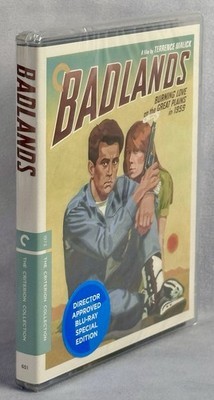 A film by TERRENCE MALICK
BADLANDS
BURNING LOVE
on the GREAT PLAINS
in 1959
DIRECTOR
APPROVED
BLU-RAY
SPECIAL
EDITION
BADLANDS
THE CRITERION COLLECTION
651